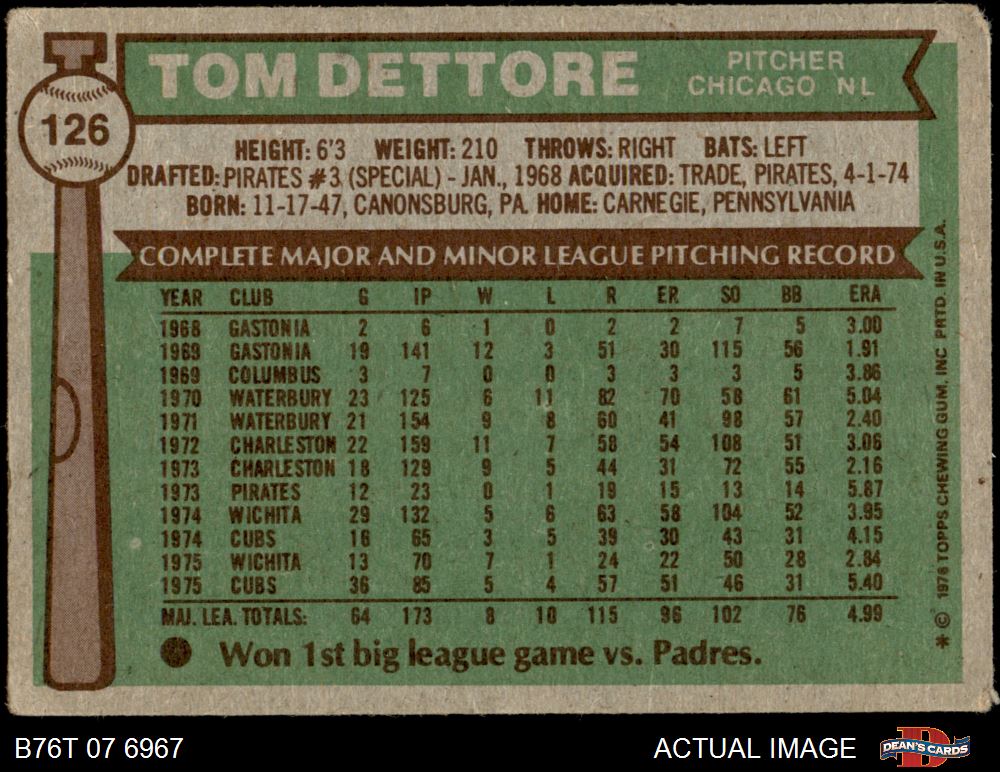 TOM DETTORE
PITCHER
CHICAGO NL
126
HEIGHT: 6'3 WEIGHT: 210 THROWS: RIGHT BATS: LEFT
DRAFTED: PIRATES #3 (SPECIAL) - JAN., 1968 ACQUIRED: TRADE, PIRATES, 4-1-74
BORN: 11-17-47, CANONSBURG, PA. HOME: CARNEGIE, PENNSYLVANIA
COMPLETE MAJOR AND MINOR LEAGUE PITCHING RECORD
YEAR CLUB G IP W L R ER SO BB ERA
1968 GASTONIA 2 6 1 0 2 2 7 5 3.00
1969 GASTONIA 19 141 12 3 51 30 115 56 1.91
1969 COLUMBUS 3 7 0 0 3 3 3 5 3.86
1970 WATERBURY 23 125 6 11 82 70 58 61 5.04
1971 WATERBURY 21 154 9 8 60 41 98 57 2.40
1972 CHARLESTON 22 159 11 7 58 54 108 51 3.06
1973 CHARLESTON 18 129 9 5 44 31 72 55 2.16
1973 PIRATES 12 23 0 1 19 15 13 14 5.87
1974 WICHITA 29 132 5 6 63 58 104 52 3.95
1974 CUBS 16 65 3 5 39 30 43 31 4.15
1975 WICHITA 13 70 7 1 24 22 50 28 2.84
1975 CUBS 36 85 5 4 57 51 46 31 5.40
MAJ. LEA. TOTALS: 64 173 8 10 115 96 102 76 4.99
Won 1st big league game vs. Padres.
* © 1976 TOPPS CHEWING GUM, INC PRTD. IN U.S.A.
B76T 07 6967
ACTUAL IMAGE
D
DEAN'S CARDS